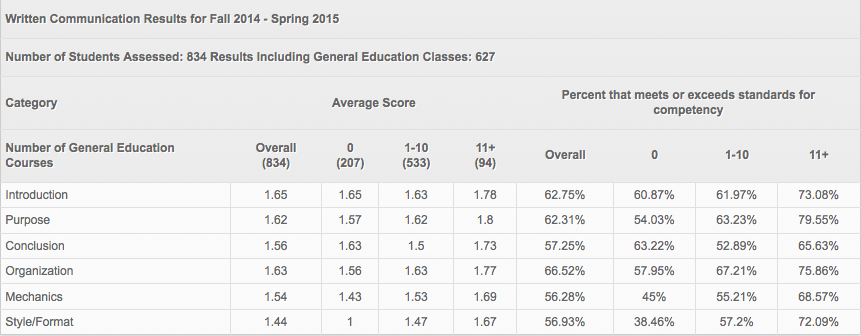 Written Communication Results for Fall 2014 - Spring 2015
Number of Students Assessed: 834 Results Including General Education Classes: 627
Category Average Score Percent that meets or exceeds standards for
competency
Number of General Education Overall 0 1-10 11+ Overall 0 1-10 11+
Courses (834) (207) (533) (94)
Introduction 1.65 1.65 1.63 1.78 62.75% 60.87% 61.97% 73.08%
Purpose 1.62 1.57 1.62 1.8 62.31% 54.03% 63.23% 79.55%
Conclusion 1.56 1.63 1.5 1.73 57.25% 63.22% 52.89% 65.63%
Organization 1.63 1.56 1.63 1.77 66.52% 57.95% 67.21% 75.86%
Mechanics 1.54 1.43 1.53 1.69 56.28% 45% 55.21% 68.57%
Style/Format 1.44 1 1.47 1.67 56.93% 38.46% 57.2% 72.09%